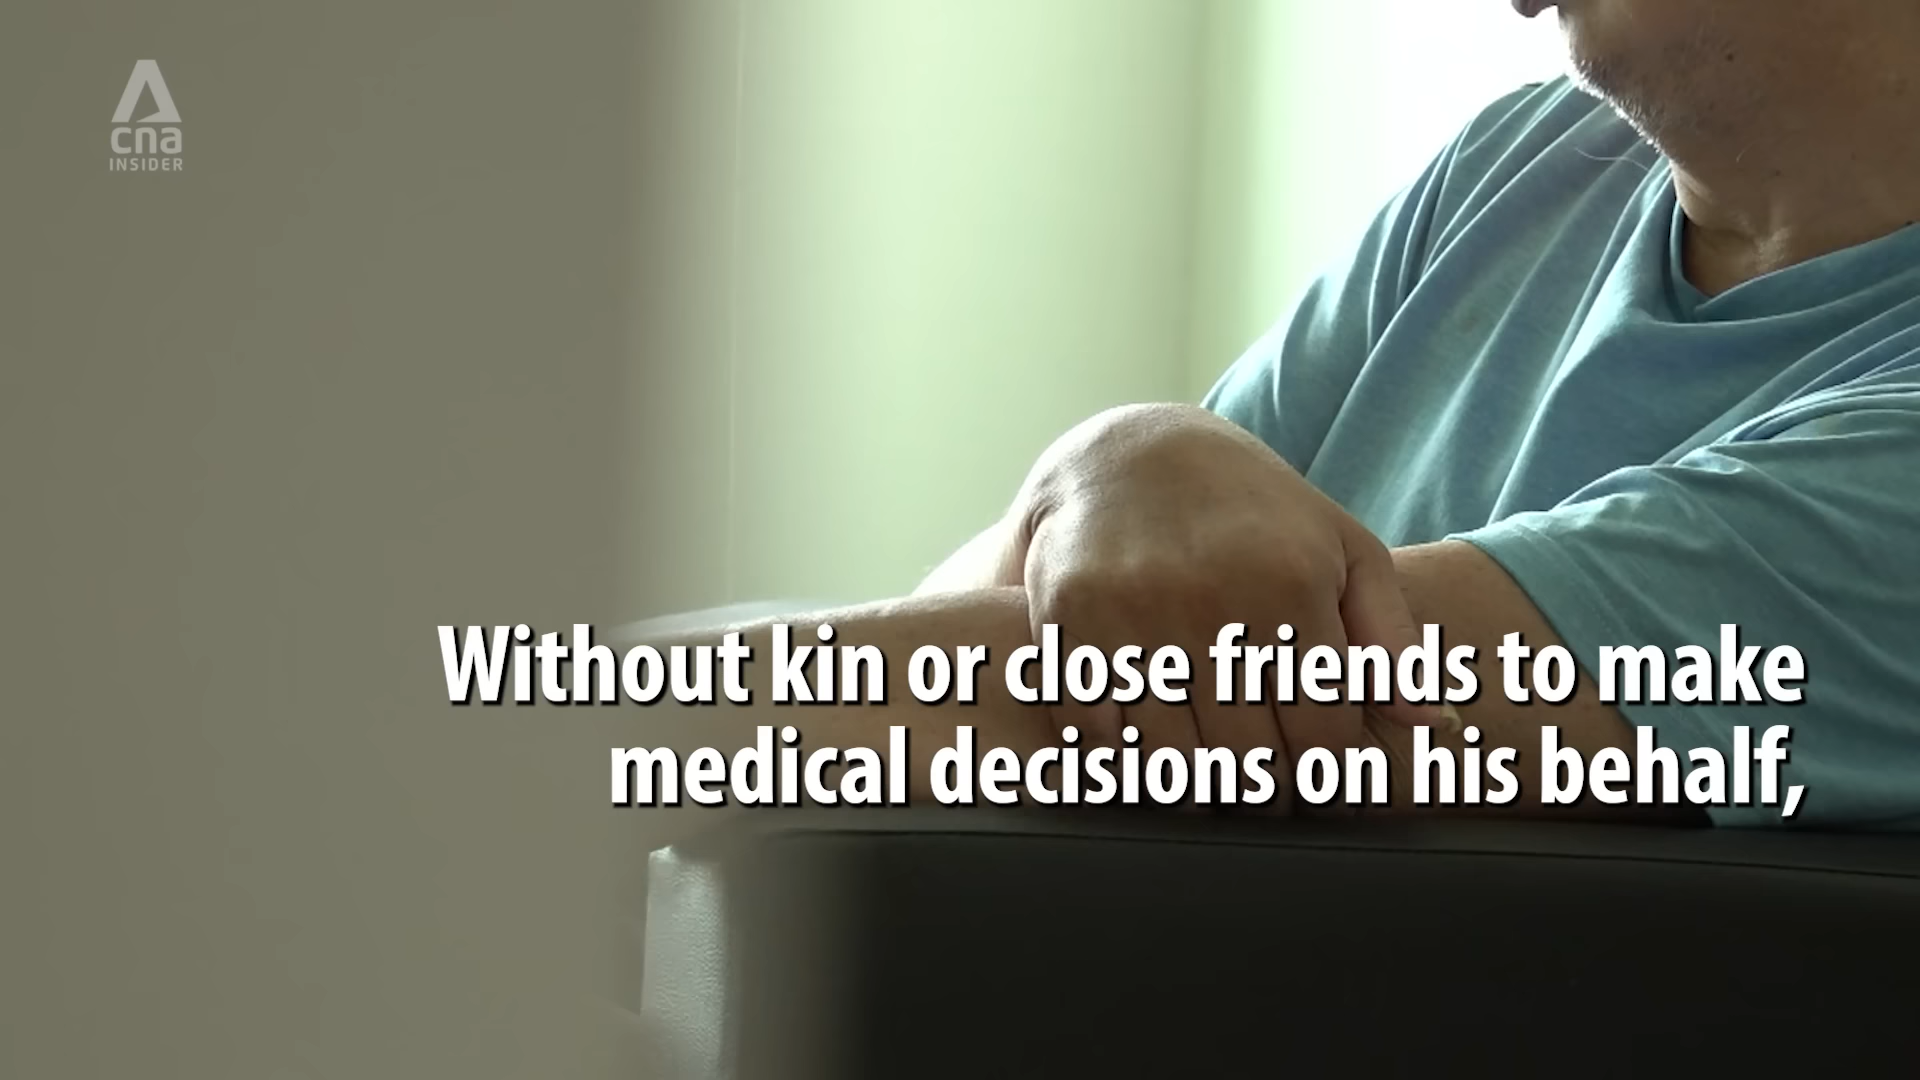 cna
INSIDER
Without kin or close friends to make
medical decisions on his behalf,